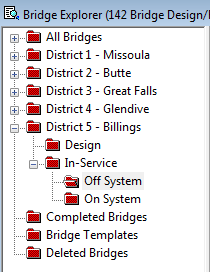 Bridge Explorer (142 Bridge Design/
All Bridges
District 1 - Missoula
District 2 - Butte
District 3 - Great Falls
District 4 - Glendive
District 5 - Billings
Design
In-Service
Off System
On System
Completed Bridges
Bridge Templates
Deleted Bridges